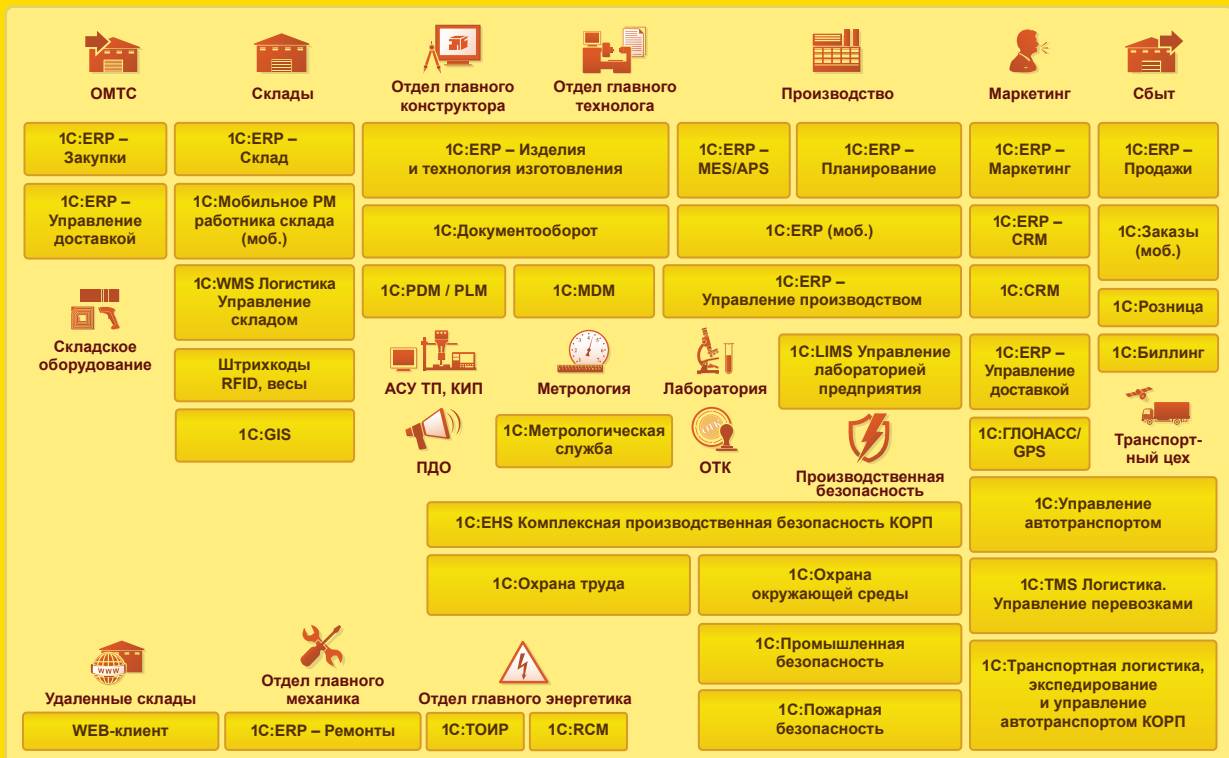 ОМТС
Склады
Отдел главного
конструктора
Отдел главного
технолога
Производство
Маркетинг
Сбыт
1С:ERP –
Закупки
1С:ERP –
Склад
1С:ERP – Изделия
и технология изготовления
1С:ERP –
MES/APS
1С:ERP –
Планирование
1С:ERP –
Маркетинг
1С:ERP –
Продажи
1С:ERP –
Управление
доставкой
1С:Мобильное РМ
работника склада
(моб.)
1С:Документооборот
1С:ERP (моб.)
1С:ERP –
CRM
1С:Заказы
(моб.)
1С:WMS Логистика
Управление
складом
1С:PDM / PLM
1С:MDM
1С:ERP –
Управление производством
1С:CRM
1С:Розница
Складское
оборудование
Штрихкоды
RFID, весы
АСУ ТП, КИП
Метрология
Лаборатория
1С:LIMS Управление
лабораторией
предприятия
1С:ERP –
Управление
доставкой
1С:Биллинг
1С:GIS
ПДО
1С:Метрологическая
служба
ОТК
ОТК
Производственная
безопасность
1С:ГЛОНАСС/
GPS
Транспорт-
ный цех
1С:EHS Комплексная производственная безопасность КОРП
1С:Управление
автотранспортом
1С:Охрана труда
1С:Охрана
окружающей среды
1С:TMS Логистика.
Управление перевозками
1С:Промышленная
безопасность
1С:Транспортная логистика,
экспедирование
и управление
автотранспортом КОРП
www
Удаленные склады
Отдел главного
механика
Отдел главного энергетика
WEB-клиент
1С:ERP – Ремонты
1С:ТОИР
1С:RCM
1С:Пожарная
безопасность